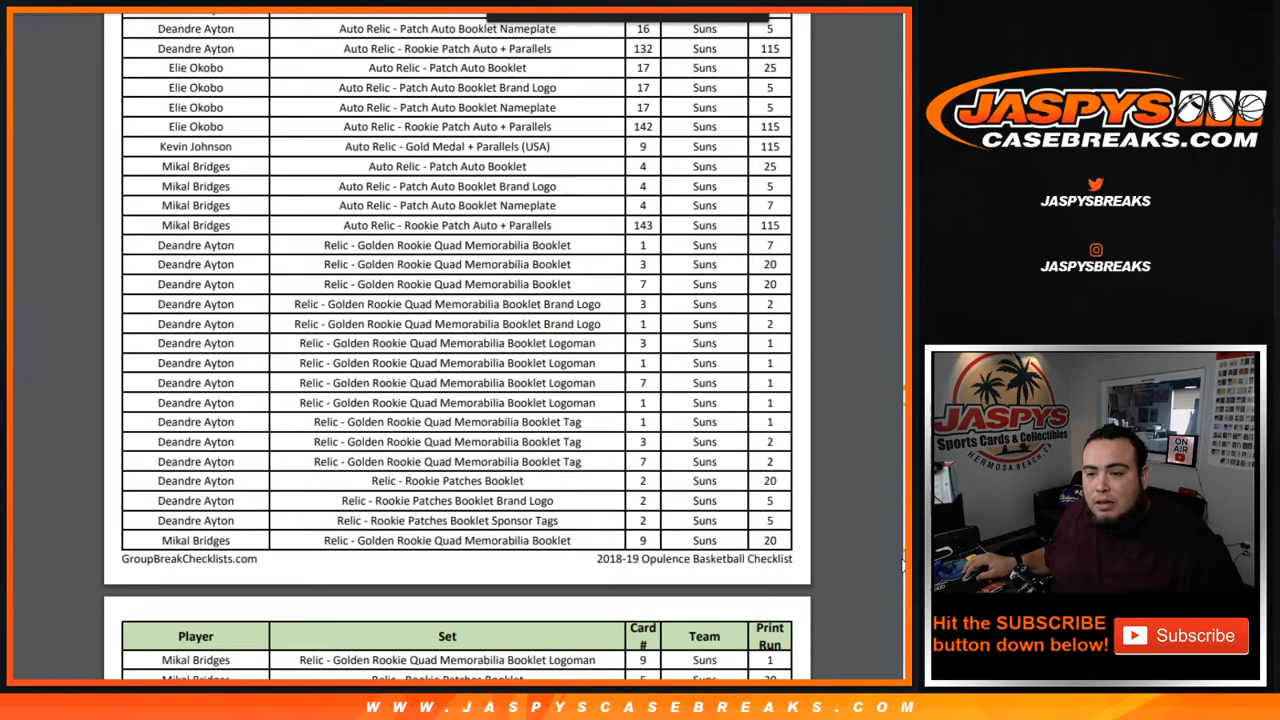 Deandre Ayton Auto Relic - Patch Auto Booklet Nameplate 16 Suns 5
Deandre Ayton Auto Relic - Rookie Patch Auto + Parallels 132 Suns 115
Elie Okobo Auto Relic - Patch Auto Booklet 17 Suns 25
Elie Okobo Auto Relic - Patch Auto Booklet Brand Logo 17 Suns 5
Elie Okobo Auto Relic - Patch Auto Booklet Nameplate 17 Suns 5
Elie Okobo Auto Relic - Rookie Patch Auto + Parallels 142 Suns 115
Kevin Johnson Auto Relic - Gold Medal + Parallels (USA) 9 Suns 115
Mikal Bridges Auto Relic - Patch Auto Booklet 4 Suns 25
Mikal Bridges Auto Relic - Patch Auto Booklet Brand Logo 4 Suns 5
Mikal Bridges Auto Relic - Patch Auto Booklet Nameplate 4 Suns 7
Mikal Bridges Auto Relic - Rookie Patch Auto + Parallels 143 Suns 115
Deandre Ayton Relic - Golden Rookie Quad Memorabilia Booklet 1 Suns 7
Deandre Ayton Relic - Golden Rookie Quad Memorabilia Booklet 3 Suns 20
Deandre Ayton Relic - Golden Rookie Quad Memorabilia Booklet 7 Suns 20
Deandre Ayton Relic - Golden Rookie Quad Memorabilia Booklet Brand Logo 3 Suns 2
Deandre Ayton Relic - Golden Rookie Quad Memorabilia Booklet Brand Logo 1 Suns 2
Deandre Ayton Relic - Golden Rookie Quad Memorabilia Booklet Logoman 3 Suns 1
Deandre Ayton Relic - Golden Rookie Quad Memorabilia Booklet Logoman 1 Suns 1
Deandre Ayton Relic - Golden Rookie Quad Memorabilia Booklet Logoman 7 Suns 1
Deandre Ayton Relic - Golden Rookie Quad Memorabilia Booklet Logoman 1 Suns 1
Deandre Ayton Relic - Golden Rookie Quad Memorabilia Booklet Tag 1 Suns 1
Deandre Ayton Relic - Golden Rookie Quad Memorabilia Booklet Tag 3 Suns 2
Deandre Ayton Relic - Golden Rookie Quad Memorabilia Booklet Tag 7 Suns 2
Deandre Ayton Relic - Rookie Patches Booklet 2 Suns 20
Deandre Ayton Relic - Rookie Patches Booklet Brand Logo 2 Suns 5
Deandre Ayton Relic - Rookie Patches Booklet Sponsor Tags 2 Suns 5
Mikal Bridges Relic - Golden Rookie Quad Memorabilia Booklet 9 Suns 20
GroupBreakChecklists.com 2018-19 Opulence Basketball Checklist
Player Set Card # Team Print Run
Mikal Bridges Relic - Golden Rookie Quad Memorabilia Booklet Logoman 9 Suns 1
Mikal Bridges Relic - Rookie Patches Booklet 5 Suns 20
JASPYS
CASEBREAKS.COM
JASPYSBREAKS
JASPYSBREAKS
JASPYS
Sports Cards & Collectibles
HERMOSA BEACH, CA
ON AIR
Hit the SUBSCRIBE
button down below!
Subscribe
WWW.JASPYSCASEBREAKS.COM